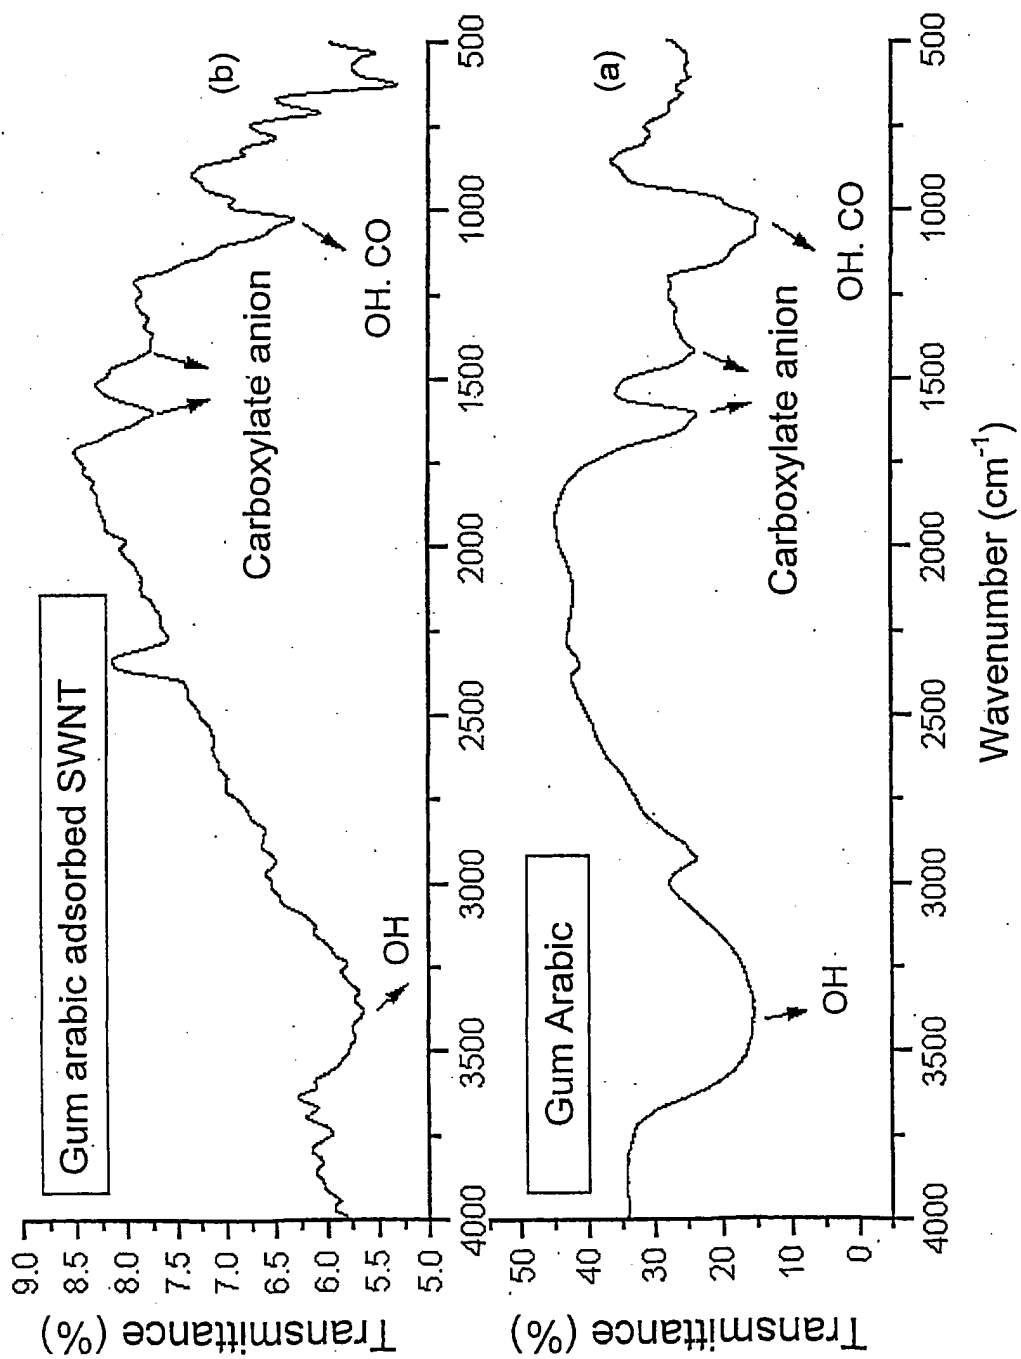 Gum arabic adsorbed SWNT
(b)
Transmittance (%)
9.0
8.5
8.0
7.5
7.0
6.5
6.0
5.5
5.0
OH
Carboxylate anion
OH. CO
4000 3500 3000 2500 2000 1500 1000 500
Gum Arabic
(a)
Transmittance (%)
50
40
30
20
10
0
OH
Carboxylate anion
OH. CO
4000 3500 3000 2500 2000 1500 1000 500
Wavenumber (cm⁻¹)